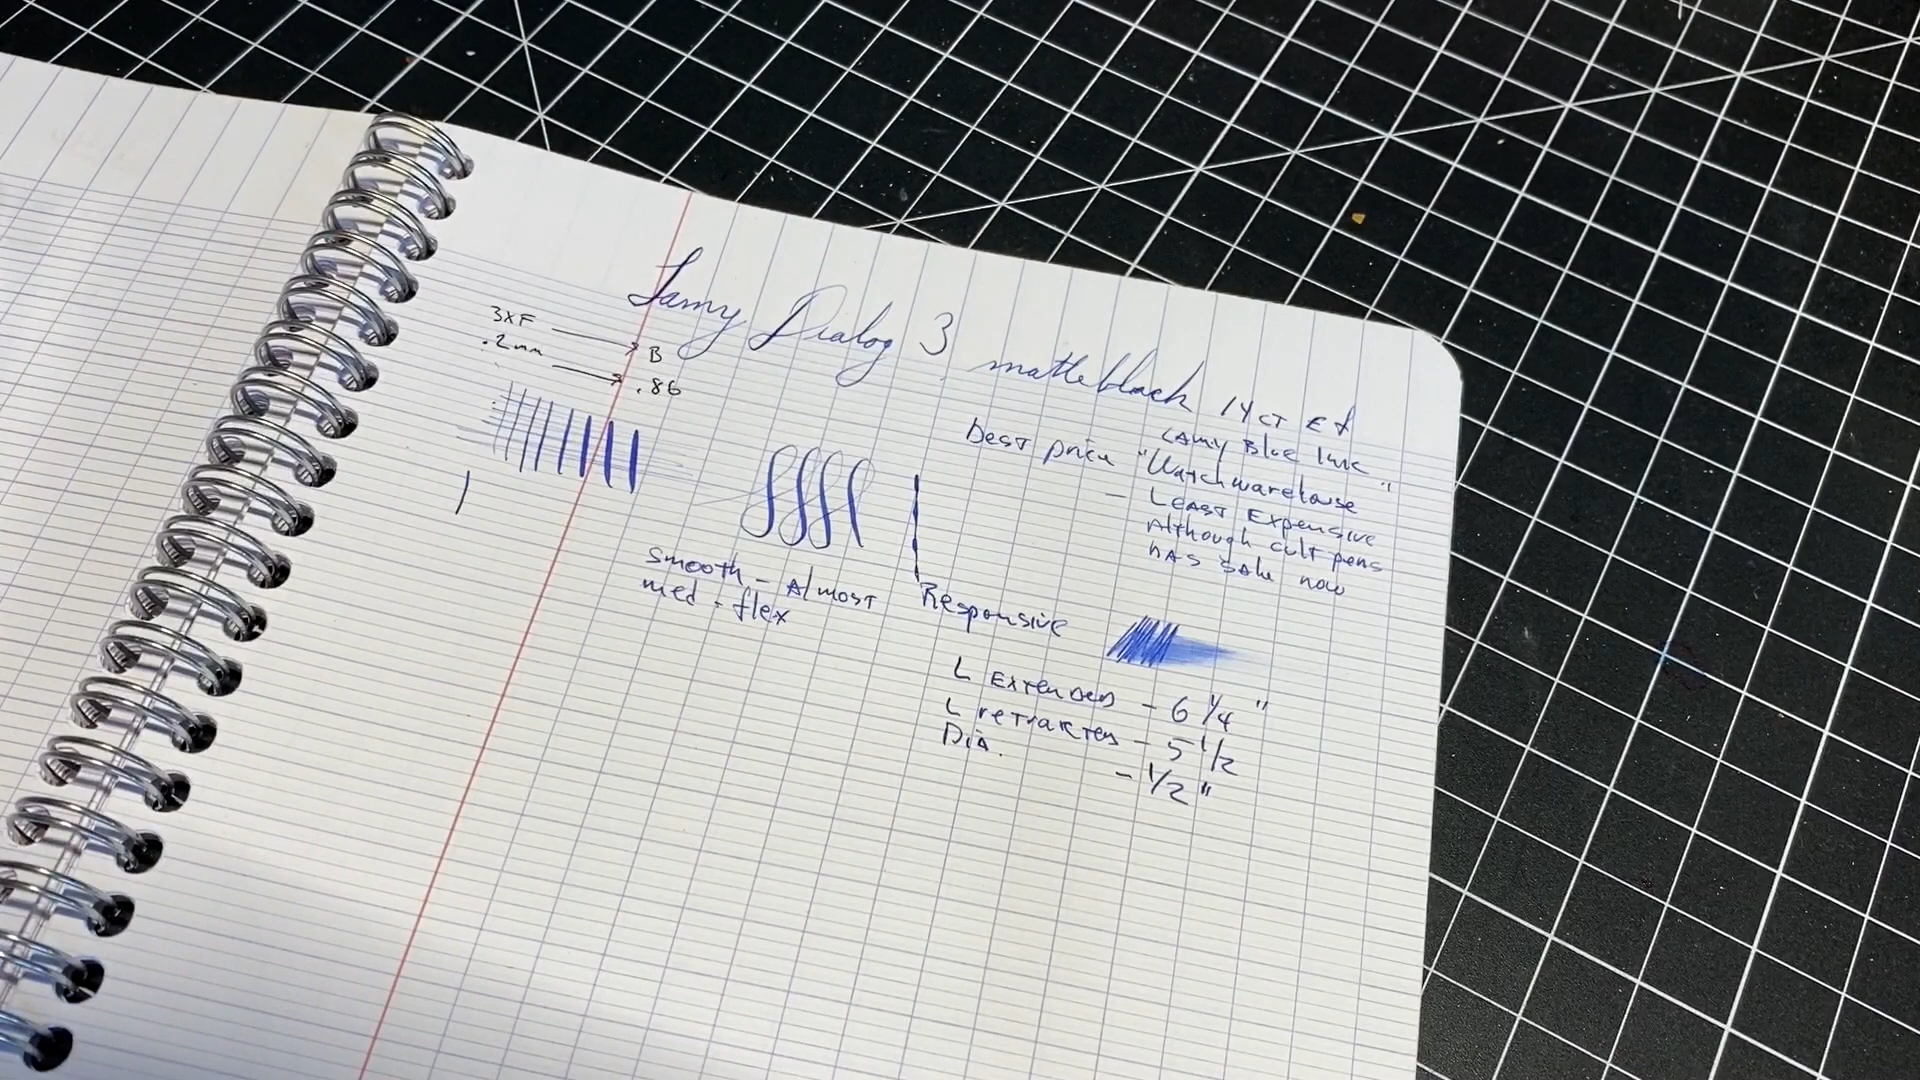 Lamy Dialog 3 matteblack 14CT Ef
Lamy Blue Ink
3XF → B
.2mm → .86
best price "Watchwarehouse"
- Least Expensive
Although cult pens
has sale now
smooth - Almost
med - flex
Responsive
L Extended - 6 1/4 "
L retracted - 5 1/2
Dia. - 1/2 "